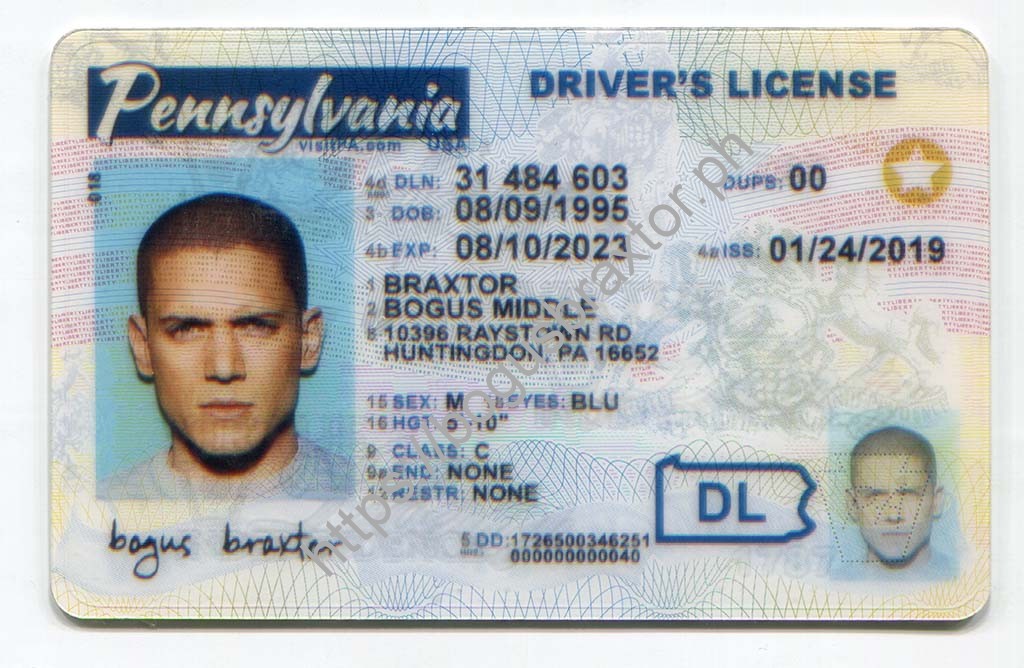 Pennsylvania
visitPA.com USA
DRIVER'S LICENSE
4d DLN: 31 484 603
DUPS: 00
3 DOB: 08/09/1995
4b EXP: 08/10/2023
4a ISS: 01/24/2019
1 BRAXTOR
2 BOGUS MIDDLE
8 10396 RAYSTOWN RD
HUNTINGDON, PA 16652
15 SEX: M 18 EYES: BLU
16 HGT: 5'-10"
9 CLASS: C
9a END: NONE
12 RESTR: NONE
DL
5 DD: 1726500346251
000000000040
bogus braxtor